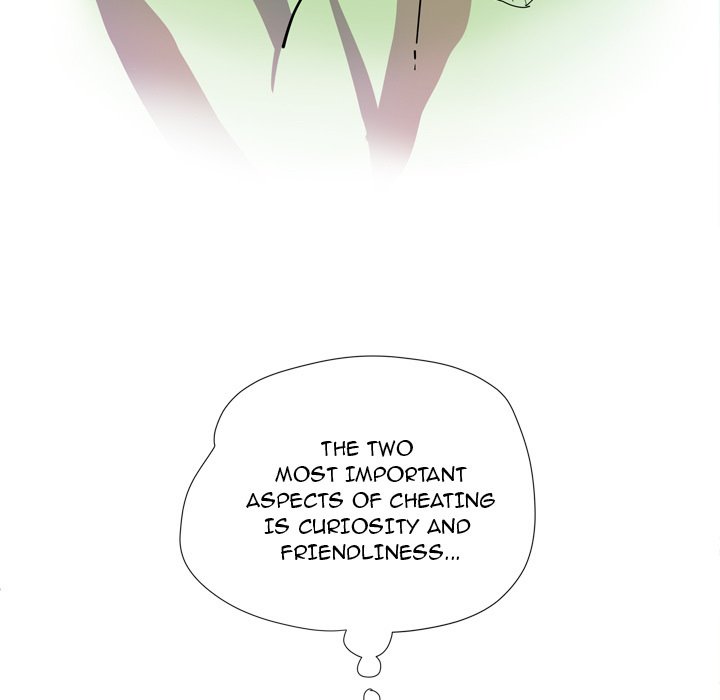 THE TWO
MOST IMPORTANT
ASPECTS OF CHEATING
IS CURIOSITY AND
FRIENDLINESS...